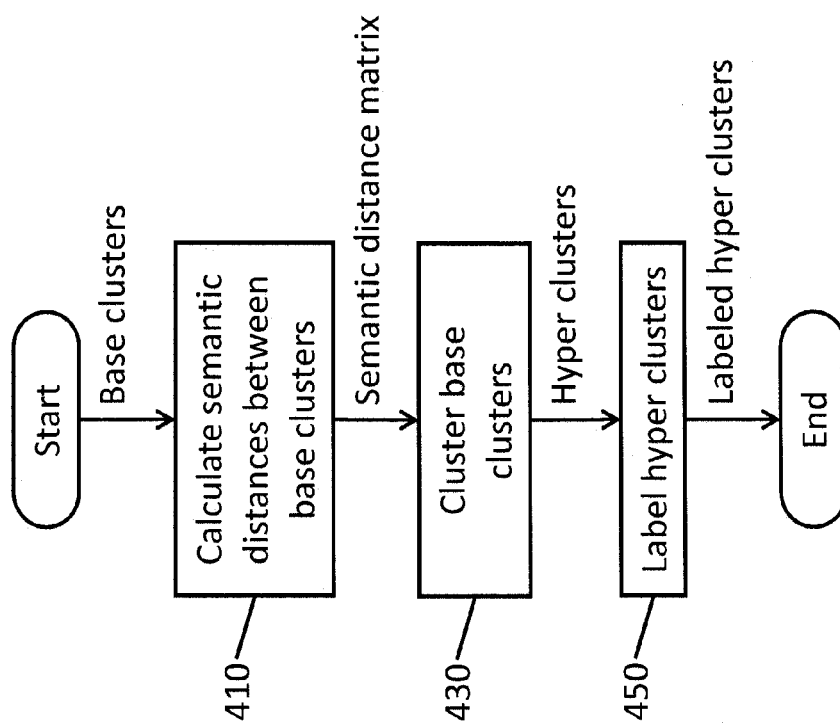 Start
Base clusters
Calculate semantic
distances between
base clusters
410
Semantic distance matrix
Cluster base
clusters
430
Hyper clusters
Label hyper clusters
450
Labeled hyper clusters
End